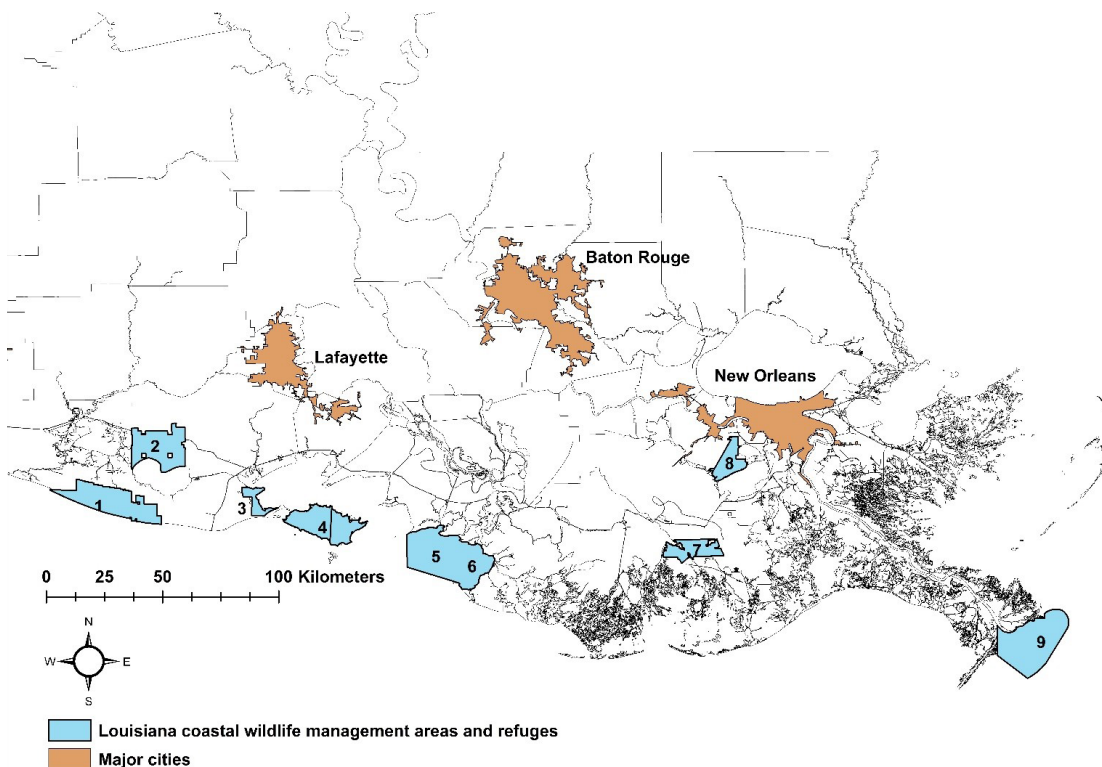 Baton Rouge
Lafayette
New Orleans
2
8
1
3
4
5
6
7
9
0 25 50 100 Kilometers
N
W E
S
Louisiana coastal wildlife management areas and refuges
Major cities